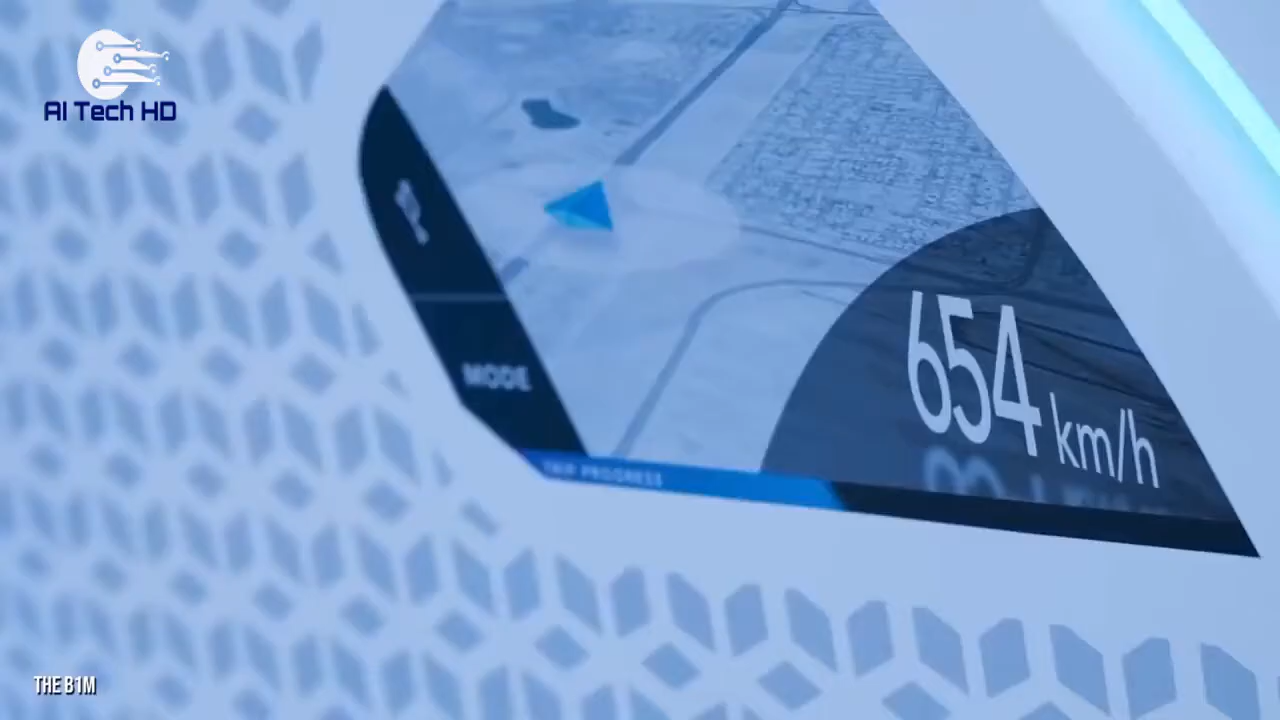 AI Tech HD
654 km/h
MODE
TRIP PROGRESS
THE B1M